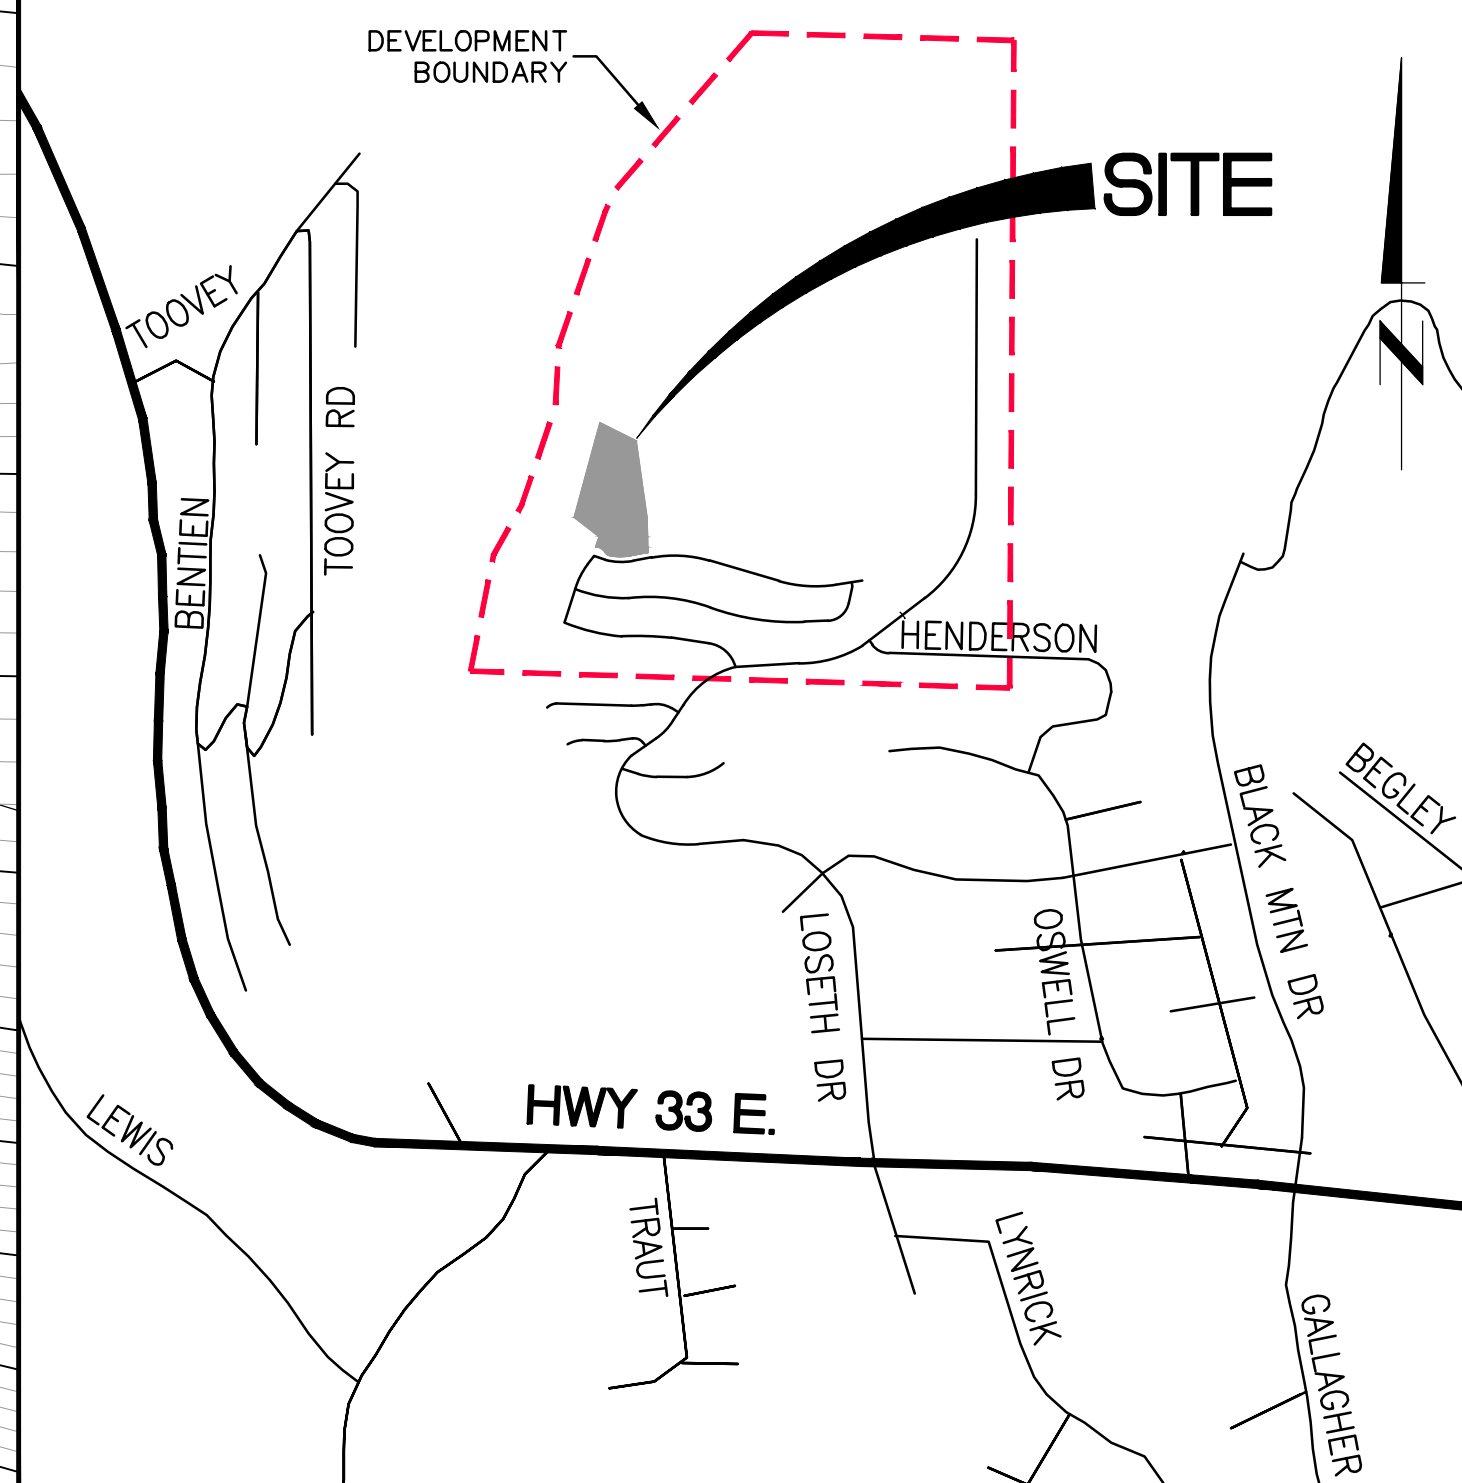 DEVELOPMENT
BOUNDARY
SITE
TOOVEY
N
TOOVEY RD
BENTIEN
HENDERSON
BEGLEY
BLACK MTN DR
LOSETH DR
OSWELL DR
HWY 33 E.
LEWIS
TRAUT
LYNRICK
GALLAGHER